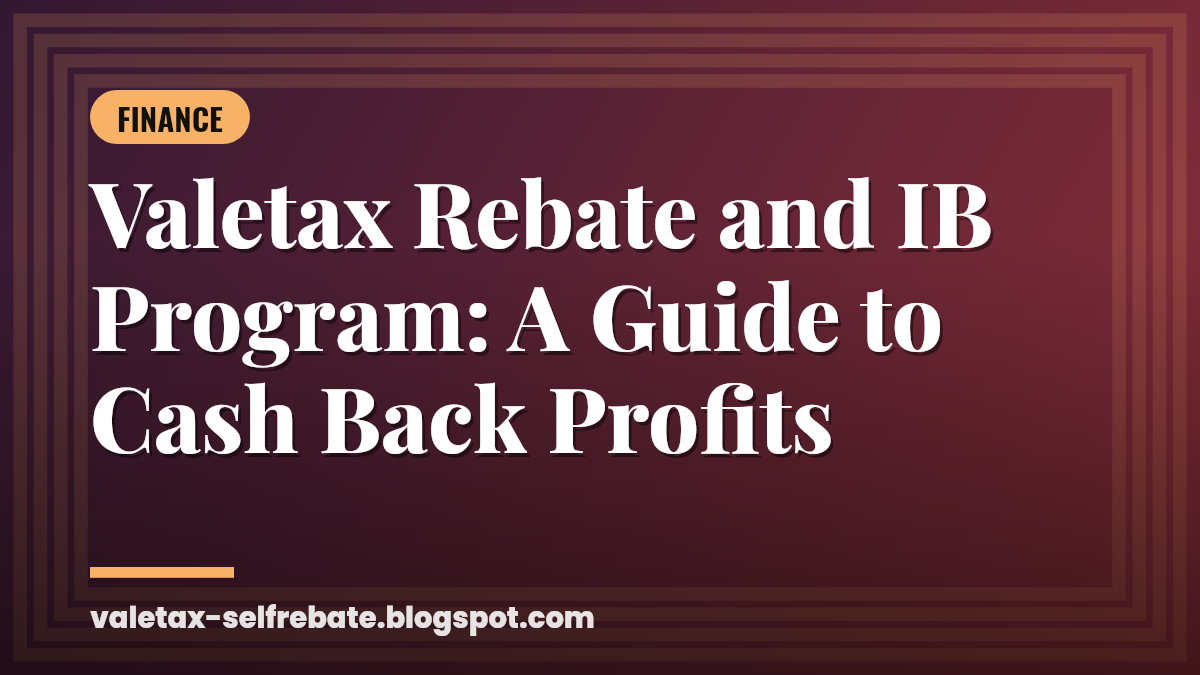 FINANCE
Valetax Rebate and IB
Program: A Guide to
Cash Back Profits
valetax-selfrebate.blogspot.com